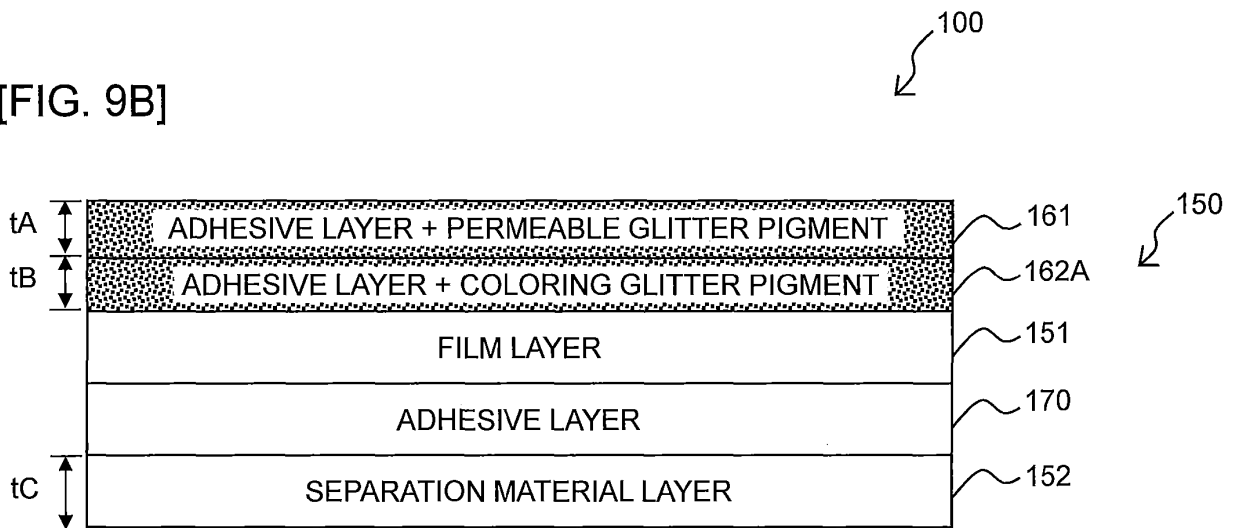 100
[FIG. 9B]
150
tA ADHESIVE LAYER + PERMEABLE GLITTER PIGMENT 161
tB ADHESIVE LAYER + COLORING GLITTER PIGMENT 162A
FILM LAYER 151
ADHESIVE LAYER 170
tC SEPARATION MATERIAL LAYER 152